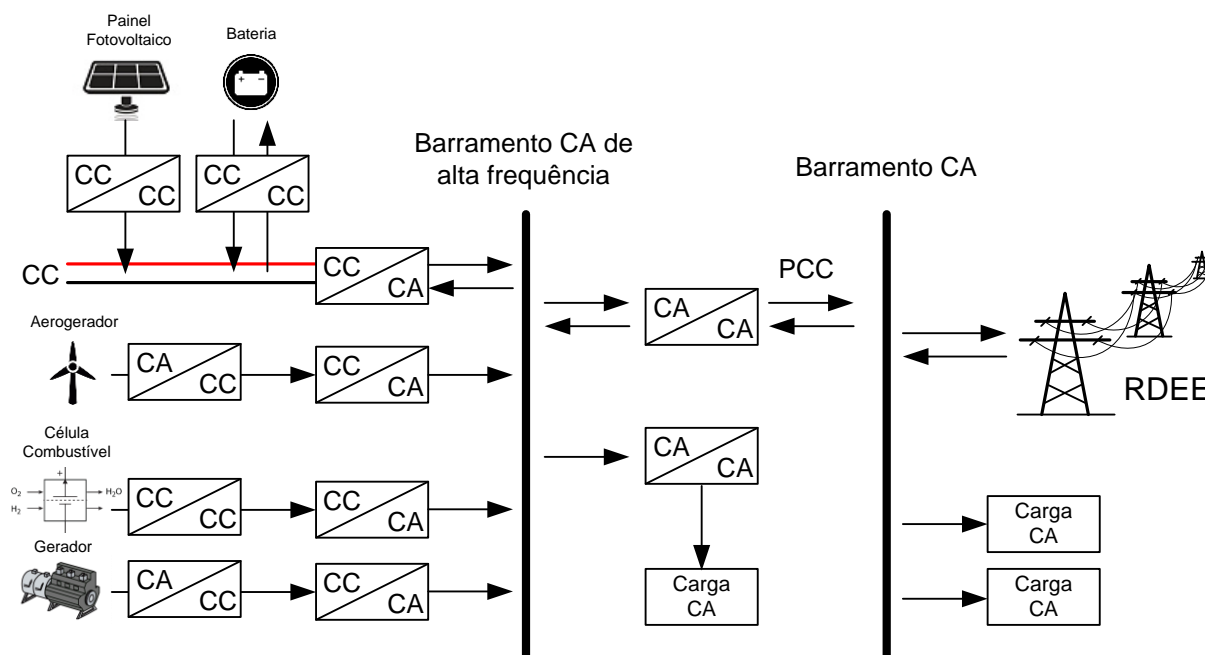 Painel
Fotovoltaico
Bateria
+ −
CC
CC
CC
CC
Barramento CA de
alta frequência
Barramento CA
CC
CC
CA
PCC
CA
CA
Aerogerador
CA
CC
CC
CA
RDEE
Célula
Combustível
+
O₂
H₂O
H₂
CC
CC
CC
CA
CA
CA
Gerador
CA
CC
CC
CA
Carga
CA
Carga
CA
Carga
CA